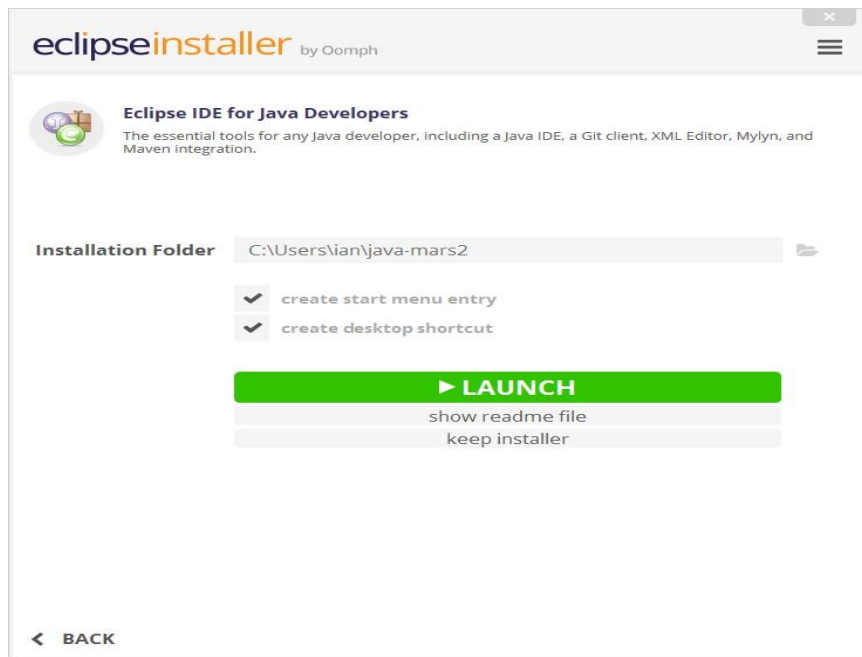 eclipseinstaller by Oomph
Eclipse IDE for Java Developers
The essential tools for any Java developer, including a Java IDE, a Git client, XML Editor, Mylyn, and
Maven integration.
Installation Folder C:\Users\ian\java-mars2
create start menu entry
create desktop shortcut
LAUNCH
show readme file
keep installer
BACK